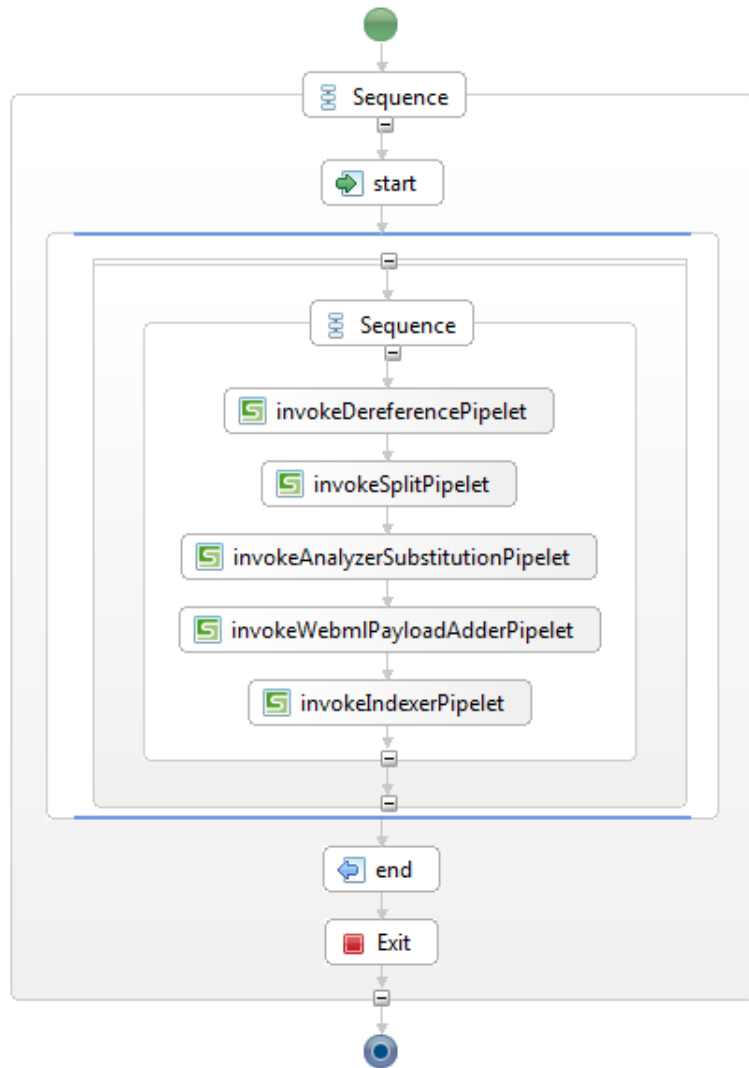 Sequence
start
Sequence
invokeDereferencePipelet
invokeSplitPipelet
invokeAnalyzerSubstitutionPipelet
invokeWebmlPayloadAdderPipelet
invokeIndexerPipelet
end
Exit